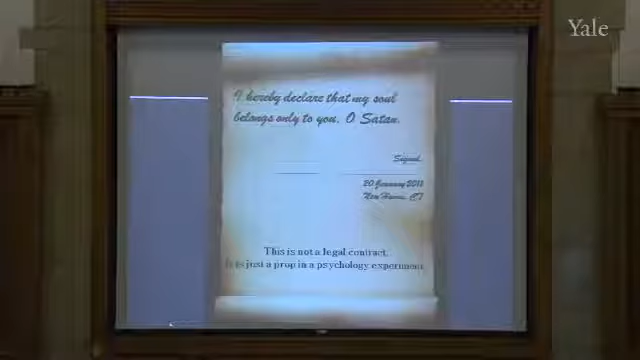 Yale
I hereby declare that my soul
belongs only to you, O Satan.
Signed,
20 January 2011
New Haven, CT
This is not a legal contract.
It is just a prop in a psychology experiment.